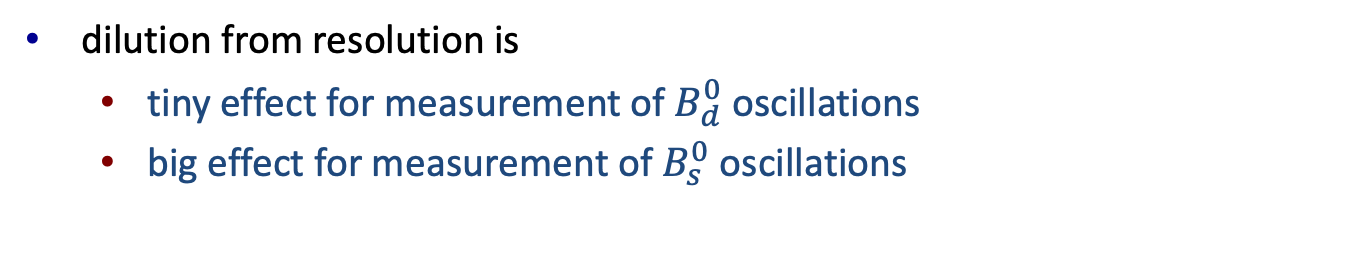 • dilution from resolution is
• tiny effect for measurement of $B_d^0$ oscillations
• big effect for measurement of $B_s^0$ oscillations